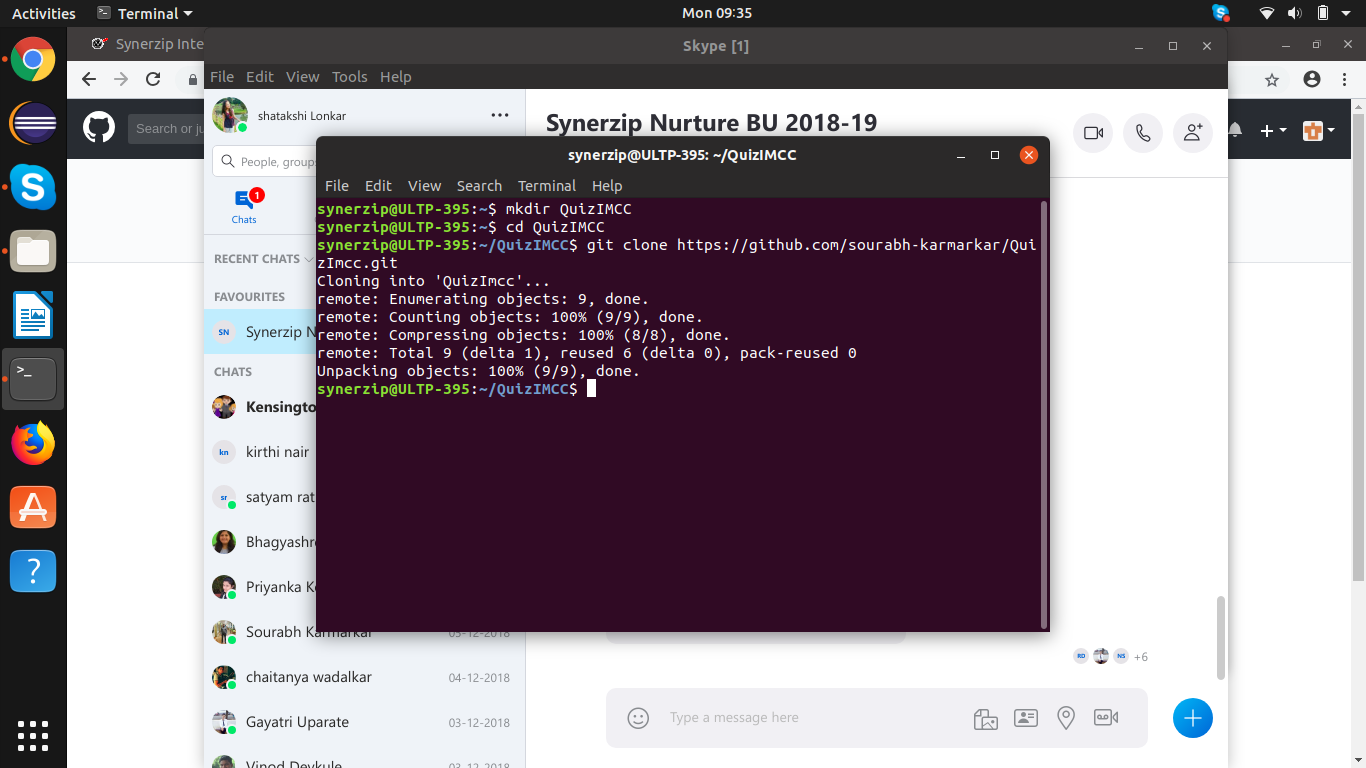 Activities
Terminal
Mon 09:35
Synerzip Inte
Skype [1]
File Edit View Tools Help
Search or ju
shatakshi Lonkar
Synerzip Nurture BU 2018-19
People, group
1
Chats
RECENT CHATS
FAVOURITES
SN
Synerzip N
CHATS
Kensingto
kn
kirthi nair
sr
satyam rat
Bhagyashr
Priyanka K
Sourabh Karmarkar
03-12-2018
chaitanya wadalkar
04-12-2018
Gayatri Uparate
03-12-2018
Vinod Devkule
03-12-2018
synerzip@ULTP-395: ~/QuizIMCC
File Edit View Search Terminal Help
synerzip@ULTP-395:~$ mkdir QuizIMCC
synerzip@ULTP-395:~$ cd QuizIMCC
synerzip@ULTP-395:~/QuizIMCC$ git clone https://github.com/sourabh-karmarkar/Qui
zImcc.git
Cloning into 'QuizImcc'...
remote: Enumerating objects: 9, done.
remote: Counting objects: 100% (9/9), done.
remote: Compressing objects: 100% (8/8), done.
remote: Total 9 (delta 1), reused 6 (delta 0), pack-reused 0
Unpacking objects: 100% (9/9), done.
synerzip@ULTP-395:~/QuizIMCC$
RD
NS
+6
Type a message here